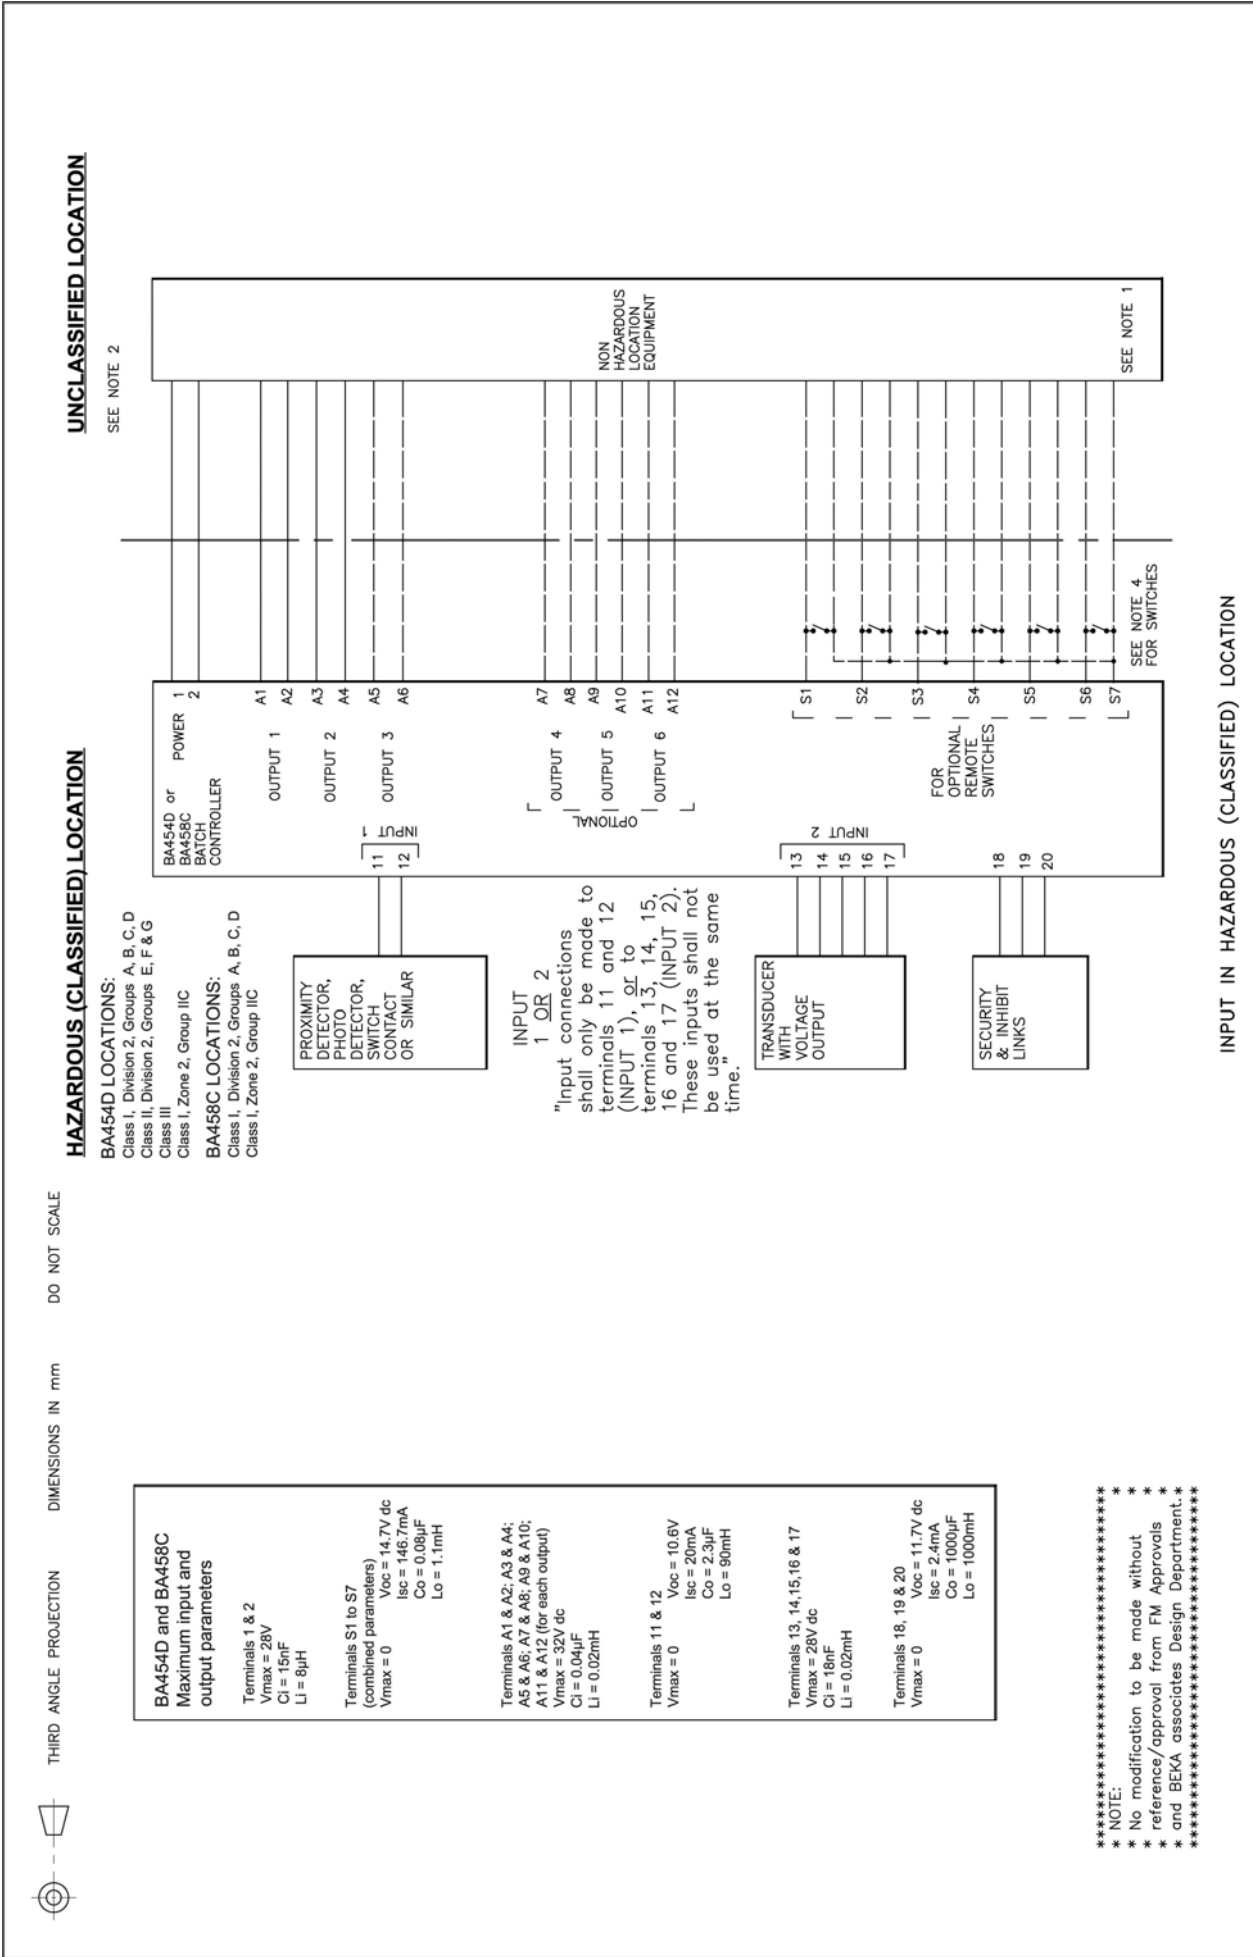 THIRD ANGLE PROJECTION DIMENSIONS IN mm DO NOT SCALE
HAZARDOUS (CLASSIFIED) LOCATION
UNCLASSIFIED LOCATION
SEE NOTE 2
BA454D LOCATIONS:
Class I, Division 2, Groups A, B, C, D
Class II, Division 2, Groups E, F & G
Class III
Class I, Zone 2, Group IIC
BA458C LOCATIONS:
Class I, Division 2, Groups A, B, C, D
Class I, Zone 2, Group IIC
BA454D and BA458C
Maximum input and
output parameters
Terminals 1 & 2
Vmax = 28V
Ci = 15nF
Li = 8µH
Terminals S1 to S7
(combined parameters)
Vmax = 0 Voc = 14.7V dc
Isc = 146.7mA
Co = 0.08µF
Lo = 1.1mH
Terminals A1 & A2; A3 & A4;
A5 & A6; A7 & A8; A9 & A10;
A11 & A12 (for each output)
Vmax = 32V dc
Ci = 0.04µF
Li = 0.02mH
Terminals 11 & 12
Vmax = 0 Voc = 10.6V
Isc = 20mA
Co = 2.3µF
Lo = 90mH
Terminals 13, 14,15,16 & 17
Vmax = 28V dc
Ci = 18nF
Li = 0.02mH
Terminals 18, 19 & 20
Vmax = 0 Voc = 11.7V dc
Isc = 2.4mA
Co = 1000µF
Lo = 1000mH
PROXIMITY
DETECTOR,
PHOTO
DETECTOR,
SWITCH
CONTACT
OR SIMILAR
INPUT
1 OR 2
"Input connections
shall only be made to
terminals 11 and 12
(INPUT 1), or to
terminals 13, 14, 15,
16 and 17 (INPUT 2).
These inputs shall not
be used at the same
time."
TRANSDUCER
WITH
VOLTAGE
OUTPUT
SECURITY
& INHIBIT
LINKS
BA454D or
BA458C
BATCH
CONTROLLER
POWER 1
2
INPUT 1
11
12
INPUT 2
13
14
15
16
17
18
19
20
OUTPUT 1
A1
A2
OUTPUT 2
A3
A4
OUTPUT 3
A5
A6
OPTIONAL
OUTPUT 4
A7
A8
OUTPUT 5
A9
A10
OUTPUT 6
A11
A12
FOR
OPTIONAL
REMOTE
SWITCHES
S1
S2
S3
S4
S5
S6
S7
SEE NOTE 4
FOR SWITCHES
NON
HAZARDOUS
LOCATION
EQUIPMENT
SEE NOTE 1
*************************************
* NOTE: *
* No modification to be made without *
* reference/approval from FM Approvals *
* and BEKA associates Design Department.*
*************************************
INPUT IN HAZARDOUS (CLASSIFIED) LOCATION